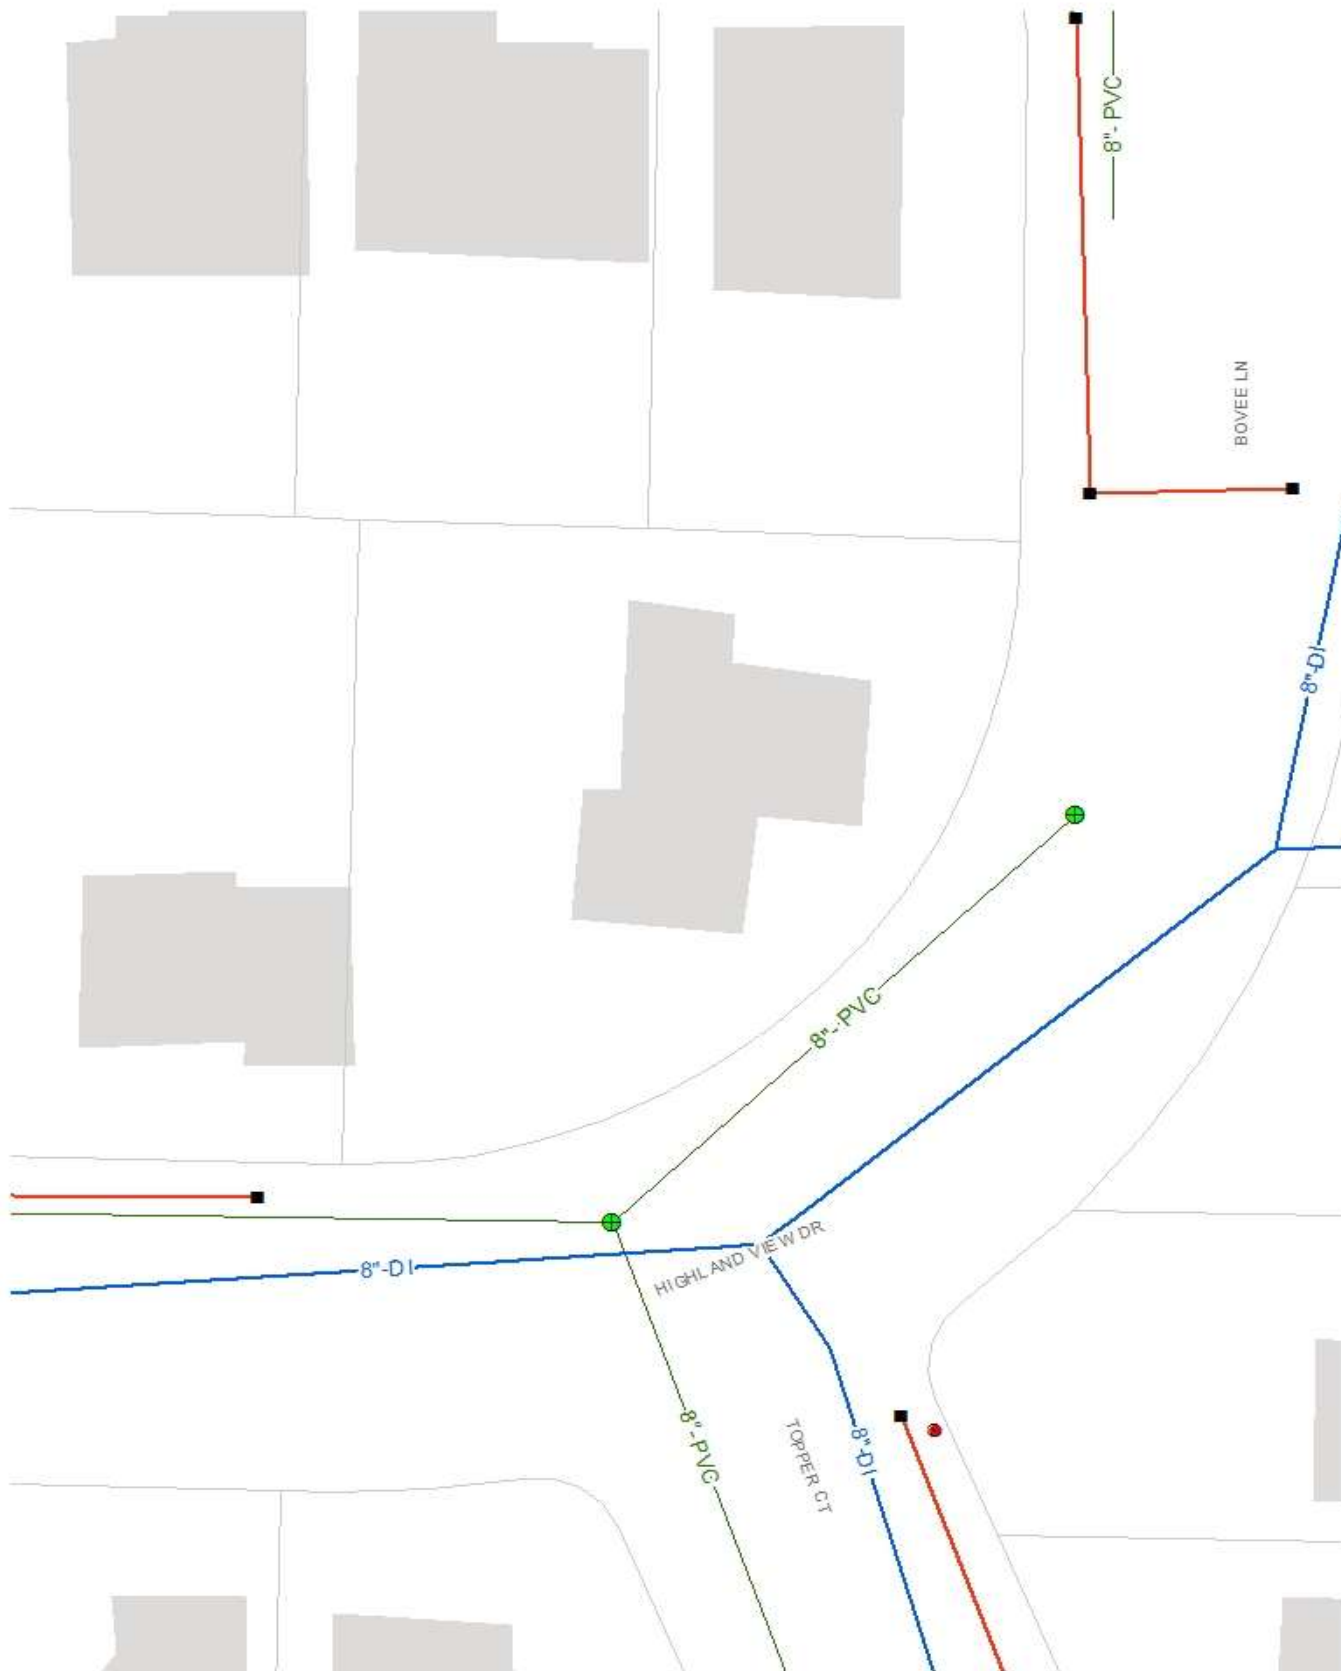 8"- PVC
BOVEE LN
8"-DI
8"- PVC
HIGHLAND VIEW DR
8"-DI
8"-PVC
TOPPER CT
8"-DI